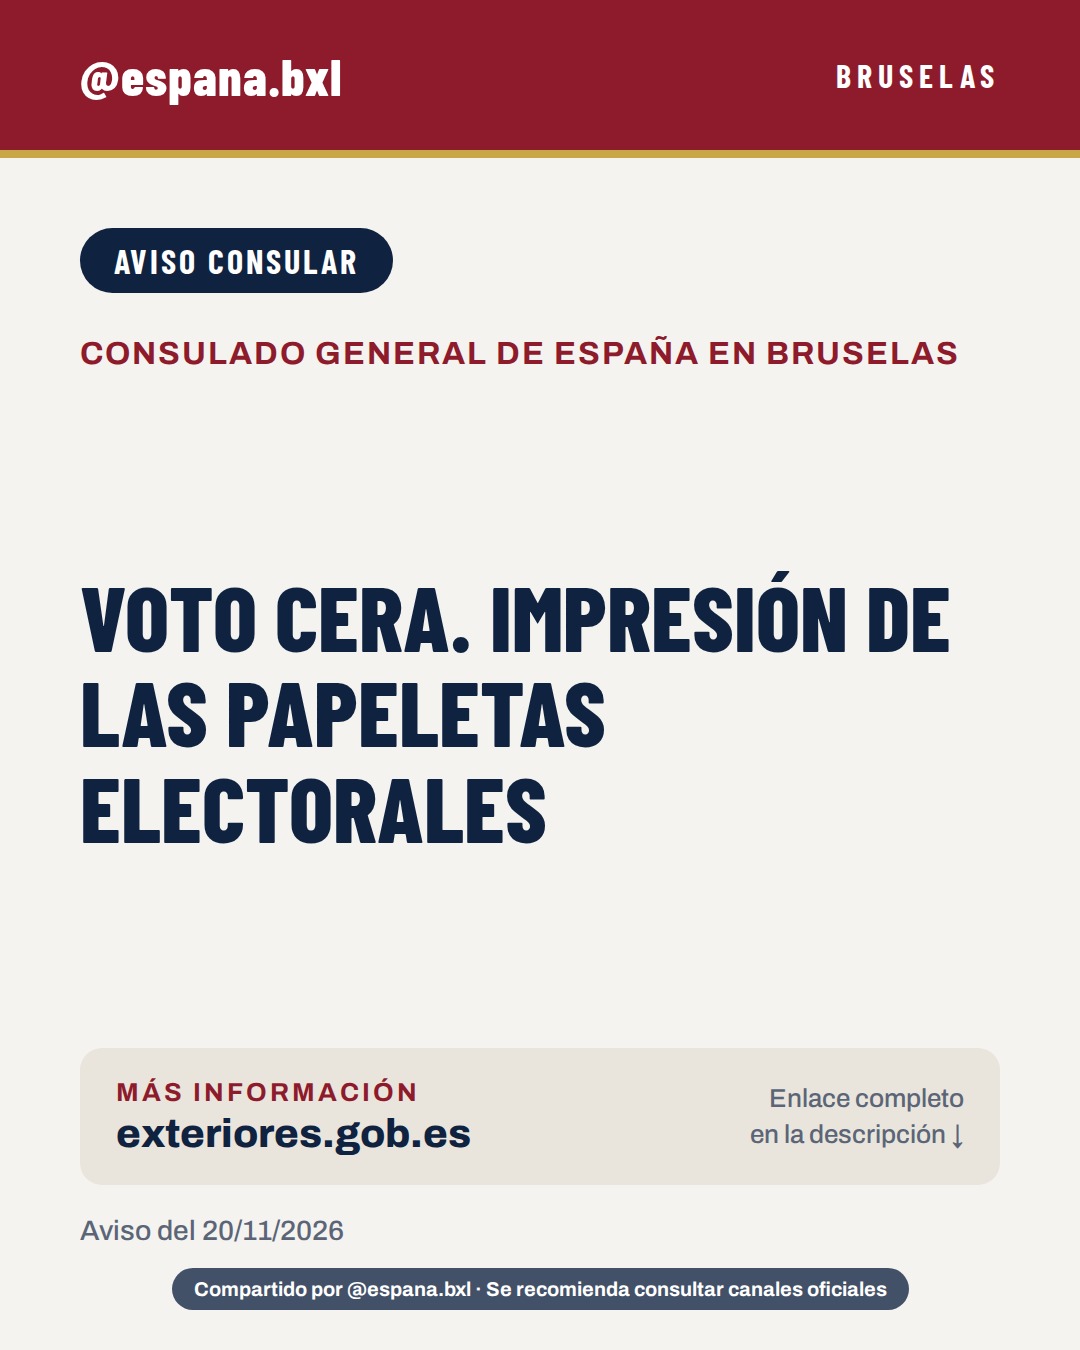 @espana.bxl
BRUSELAS
AVISO CONSULAR
CONSULADO GENERAL DE ESPAÑA EN BRUSELAS
VOTO CERA. IMPRESIÓN DE
LAS PAPELETAS
ELECTORALES
MÁS INFORMACIÓN
exteriores.gob.es
Enlace completo
en la descripción ↓
Aviso del 20/11/2026
Compartido por @espana.bxl · Se recomienda consultar canales oficiales